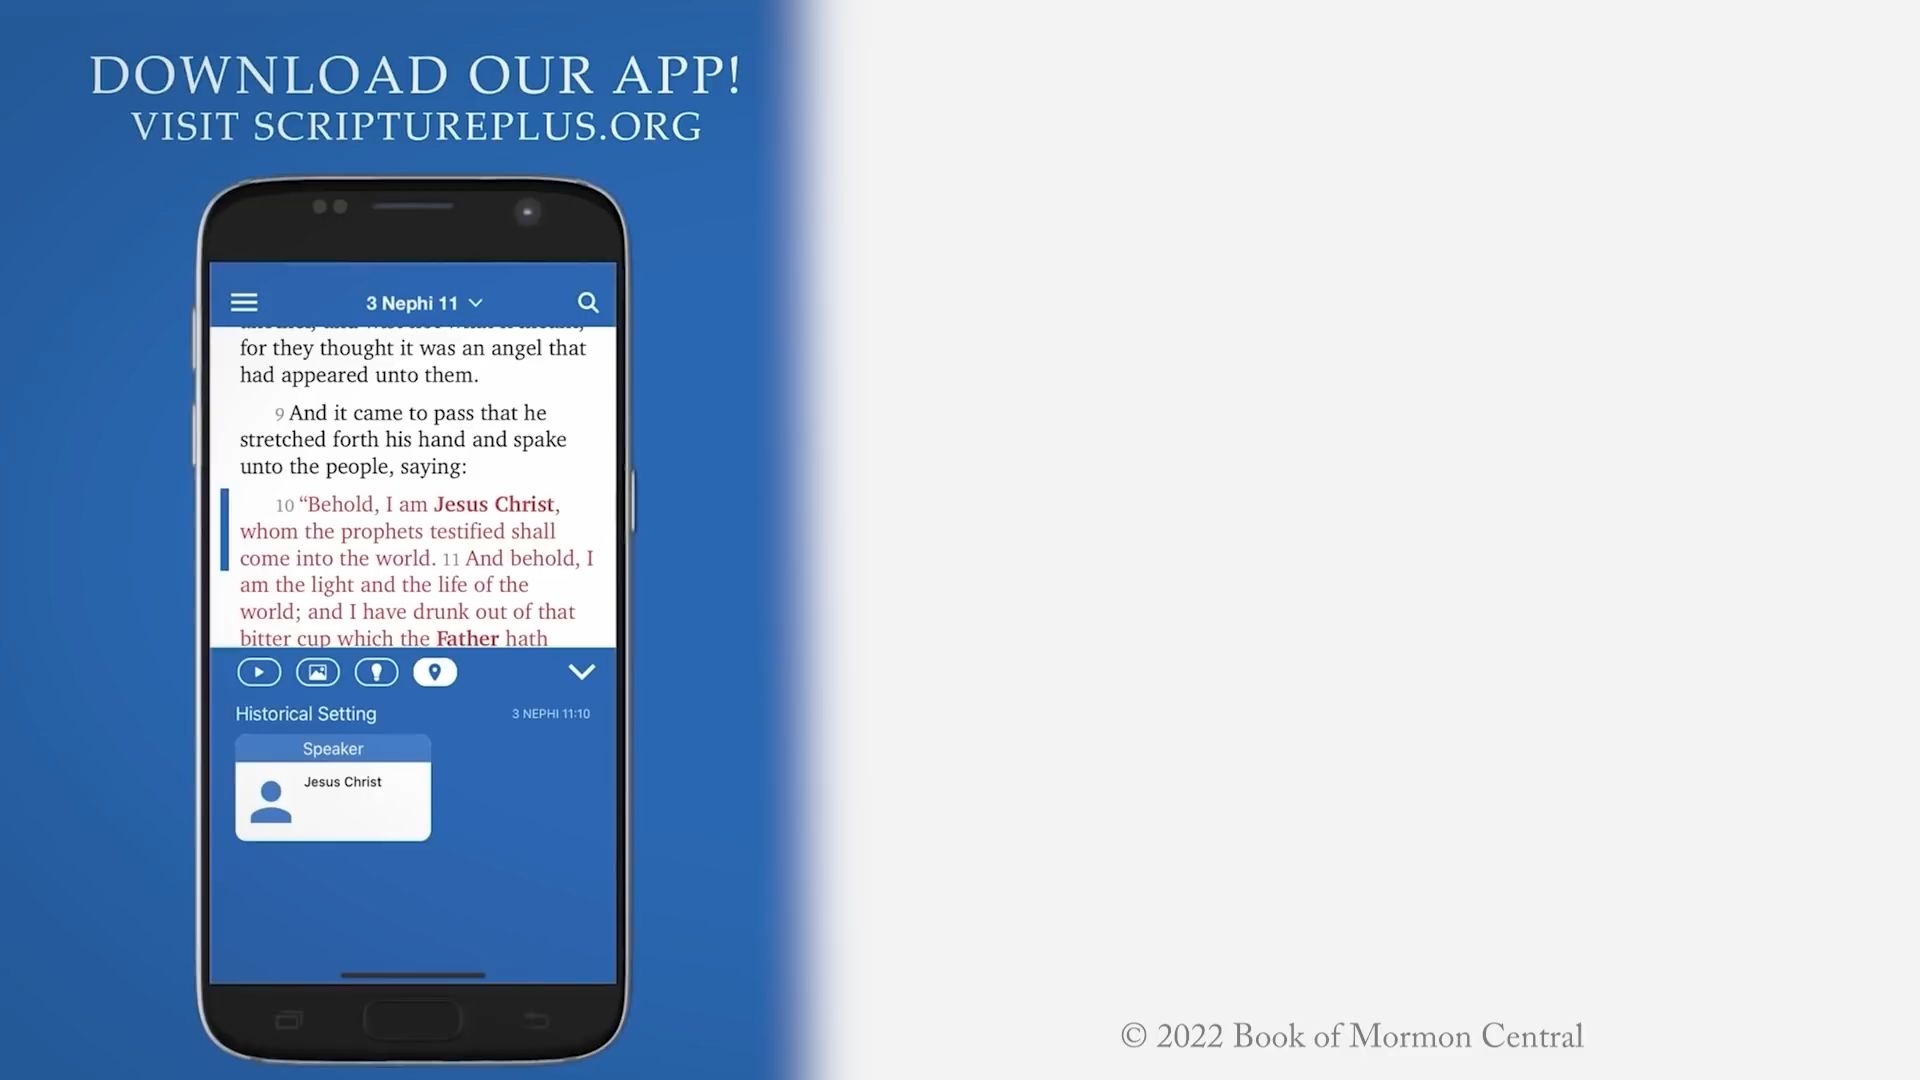 DOWNLOAD OUR APP!
VISIT SCRIPTUREPLUS.ORG
3 Nephi 11
for they thought it was an angel that
had appeared unto them.
9 And it came to pass that he
stretched forth his hand and spake
unto the people, saying:
10 “Behold, I am Jesus Christ,
whom the prophets testified shall
come into the world. 11 And behold, I
am the light and the life of the
world; and I have drunk out of that
bitter cup which the Father hath
Historical Setting
3 NEPHI 11:10
Speaker
Jesus Christ
© 2022 Book of Mormon Central